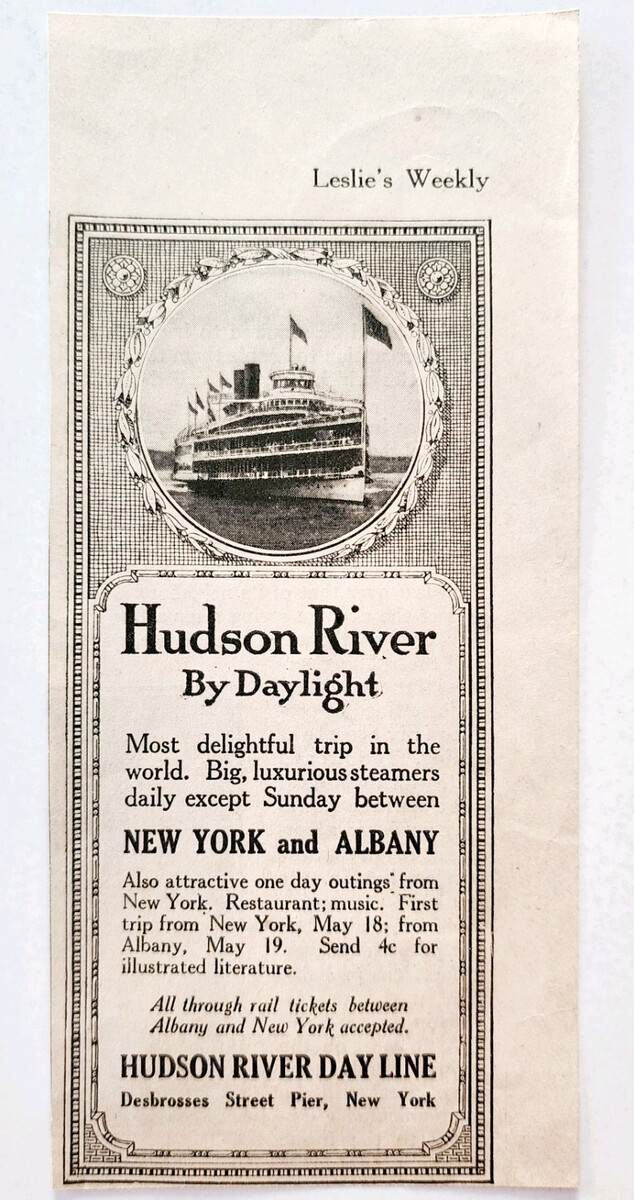 Leslie's Weekly
Hudson River
By Daylight
Most delightful trip in the
world. Big, luxurious steamers
daily except Sunday between
NEW YORK and ALBANY
Also attractive one day outings from
New York. Restaurant; music. First
trip from New York, May 18; from
Albany, May 19. Send 4c for
illustrated literature.
All through rail tickets between
Albany and New York accepted.
HUDSON RIVER DAY LINE
Desbrosses Street Pier, New York